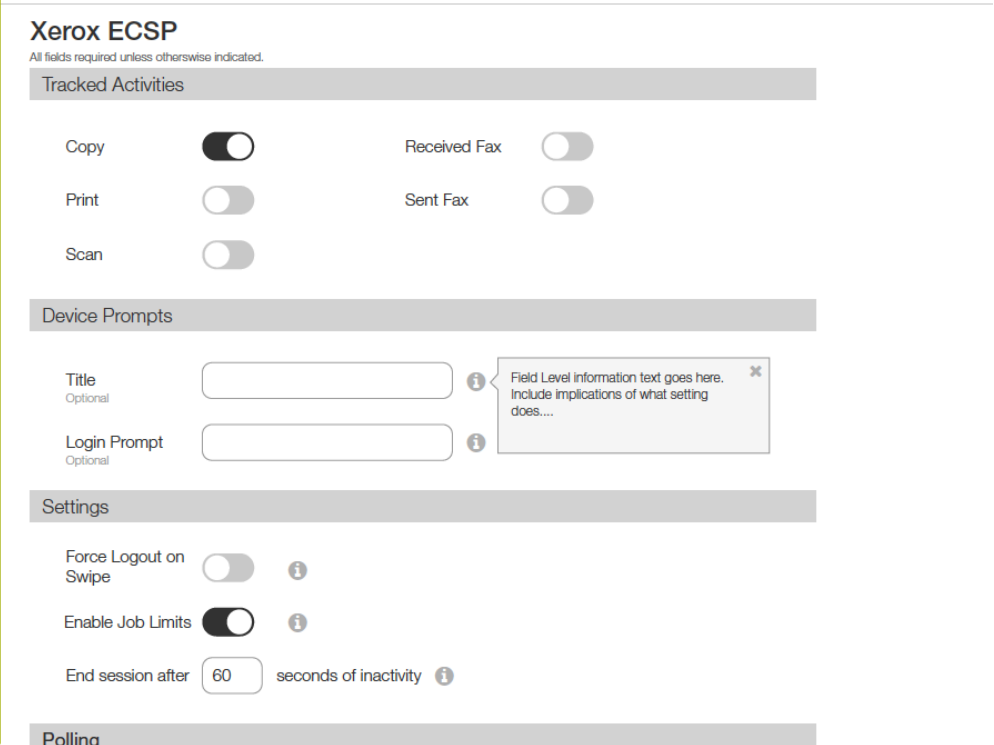 Xerox ECSP
All fields required unless otherswise indicated.
Tracked Activities
Copy
Received Fax
Print
Sent Fax
Scan
Device Prompts
Title
Optional
Field Level information text goes here.
Include implications of what setting
does....
Login Prompt
Optional
Settings
Force Logout on
Swipe
Enable Job Limits
End session after 60 seconds of inactivity
Polling